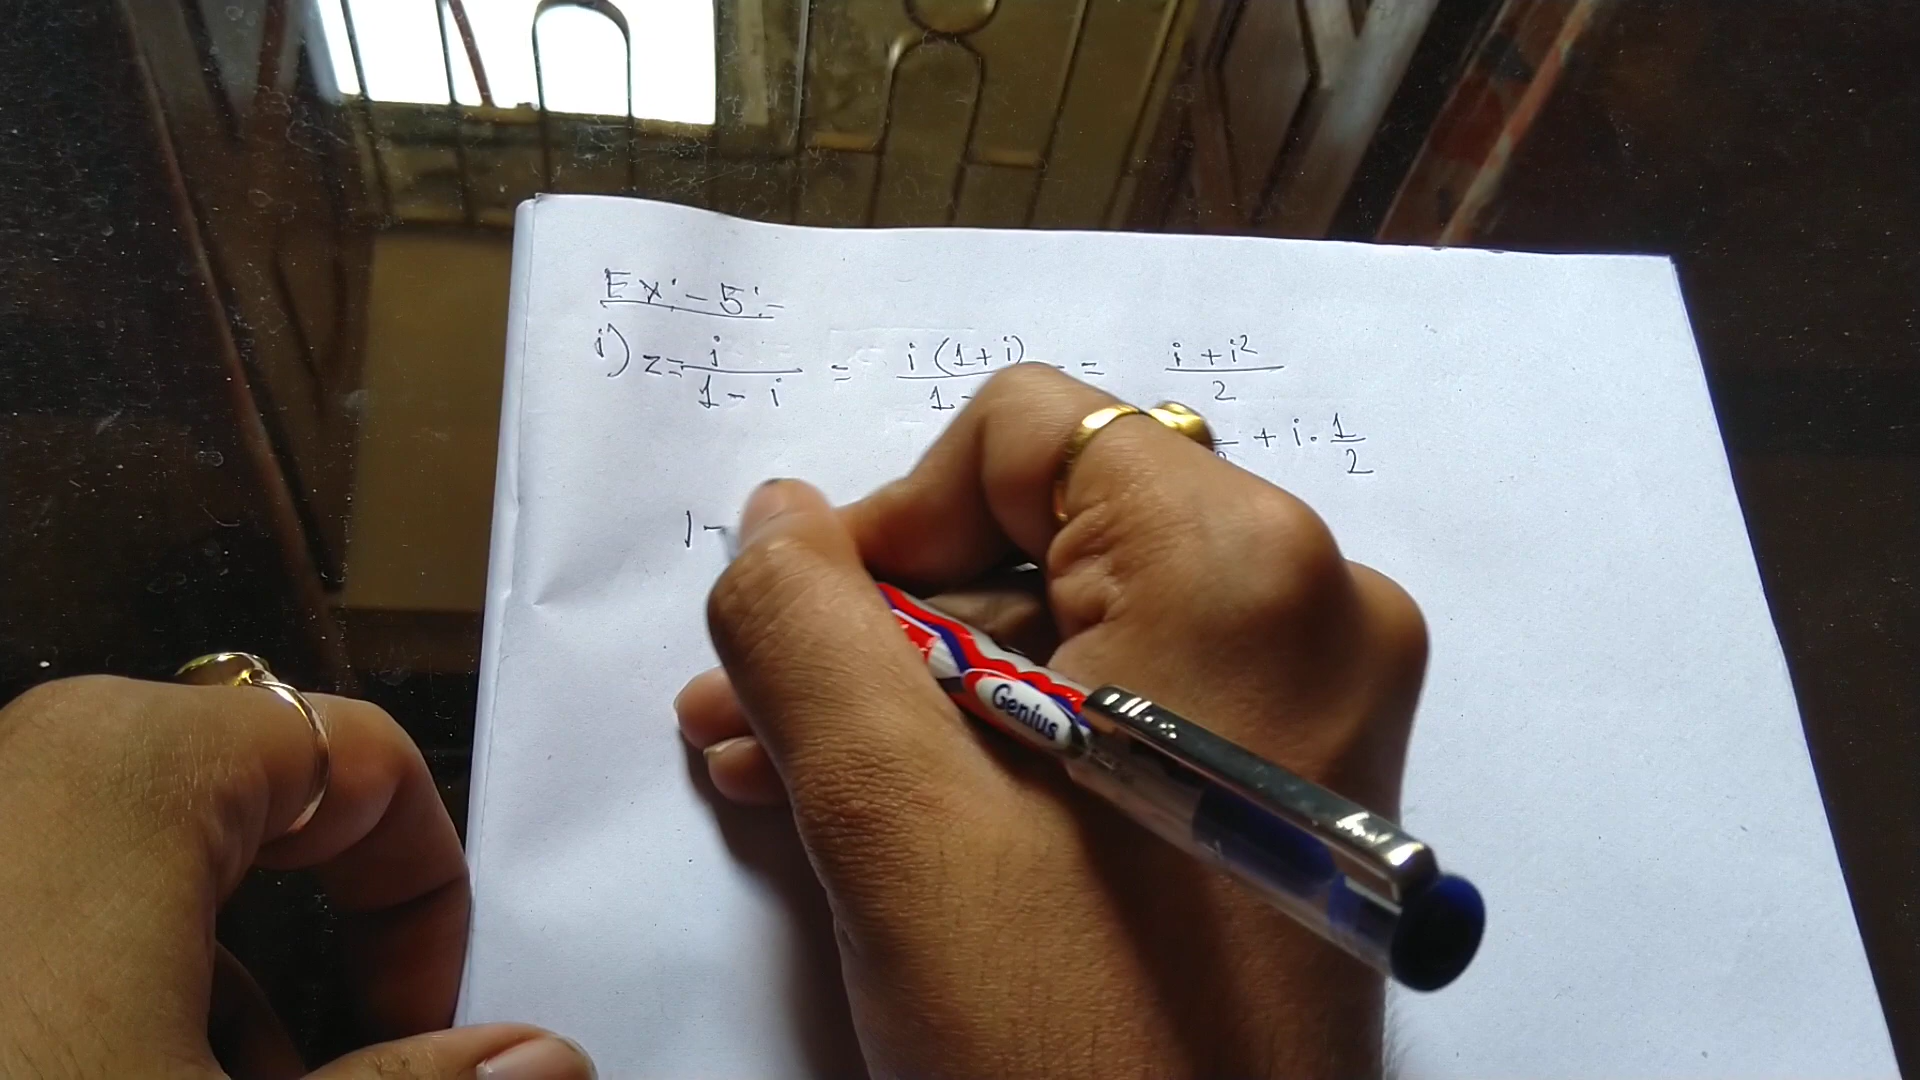 Ex:-5:-
i) z = i / 1 - i = i (1 + i) / 1 - = i + i² / 2
+ i . 1/2
1 -
Genius